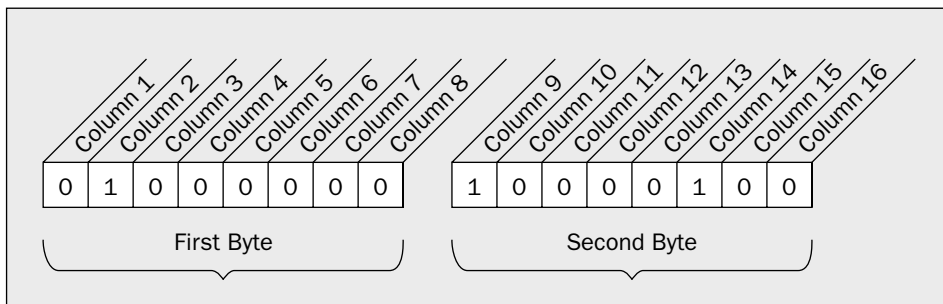 Column 1 Column 2 Column 3 Column 4 Column 5 Column 6 Column 7 Column 8 Column 9 Column 10 Column 11 Column 12 Column 13 Column 14 Column 15 Column 16
0 1 0 0 0 0 0 0 1 0 0 0 0 1 0 0
First Byte Second Byte